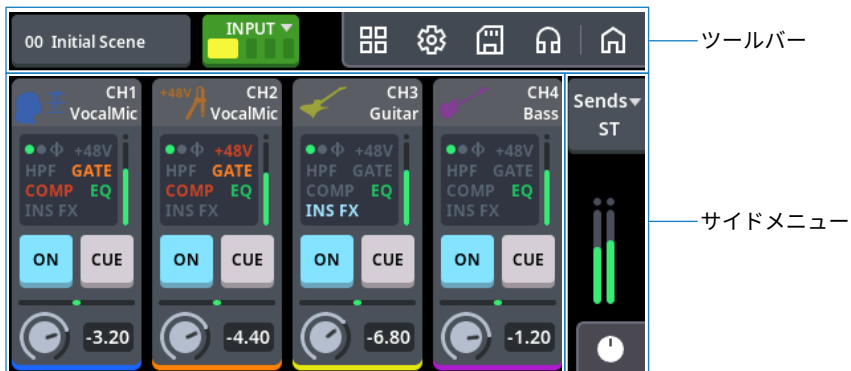 00 Initial Scene
INPUT
ツールバー
CH1
VocalMic
+48V
CH2
VocalMic
CH3
Guitar
CH4
Bass
Sends
ST
Φ +48V
HPF GATE
COMP EQ
INS FX
Φ +48V
HPF GATE
COMP EQ
INS FX
Φ +48V
HPF GATE
COMP EQ
INS FX
Φ +48V
HPF GATE
COMP EQ
INS FX
サイドメニュー
ON CUE
ON CUE
ON CUE
ON CUE
-3.20
-4.40
-6.80
-1.20